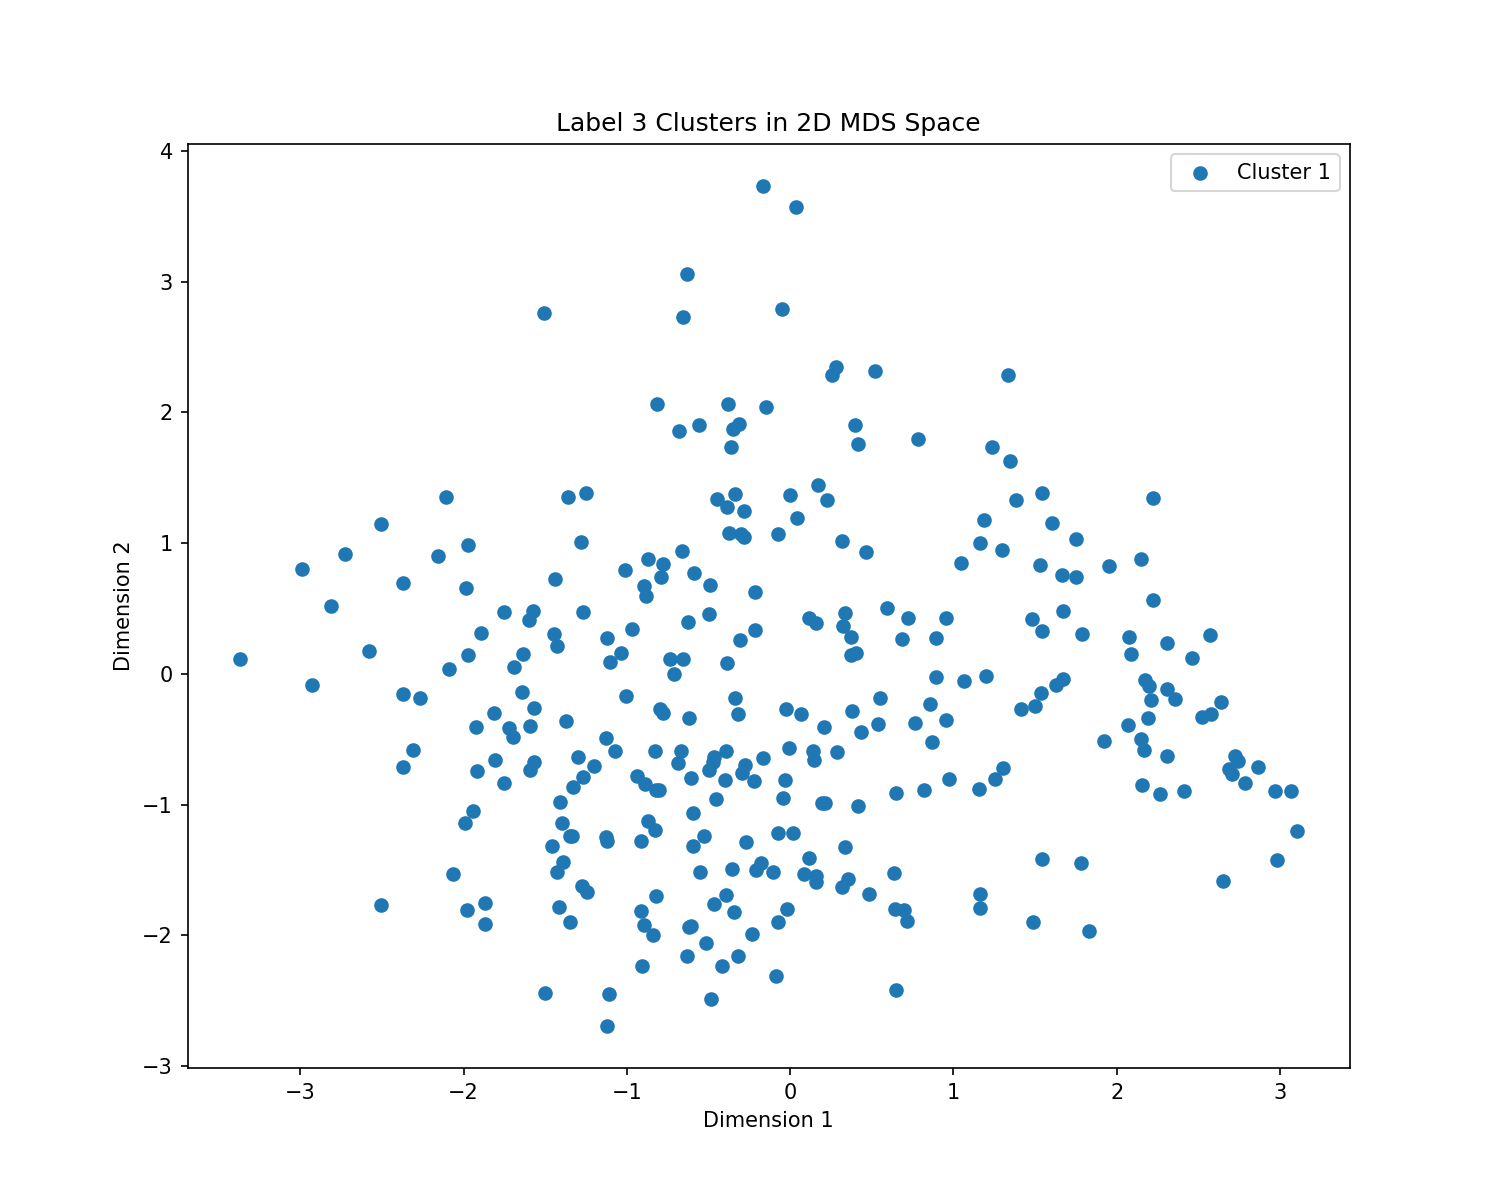 Label 3 Clusters in 2D MDS Space
Cluster 1
4
3
2
1
0
−1
−2
−3
Dimension 2
−3 −2 −1 0 1 2 3
Dimension 1